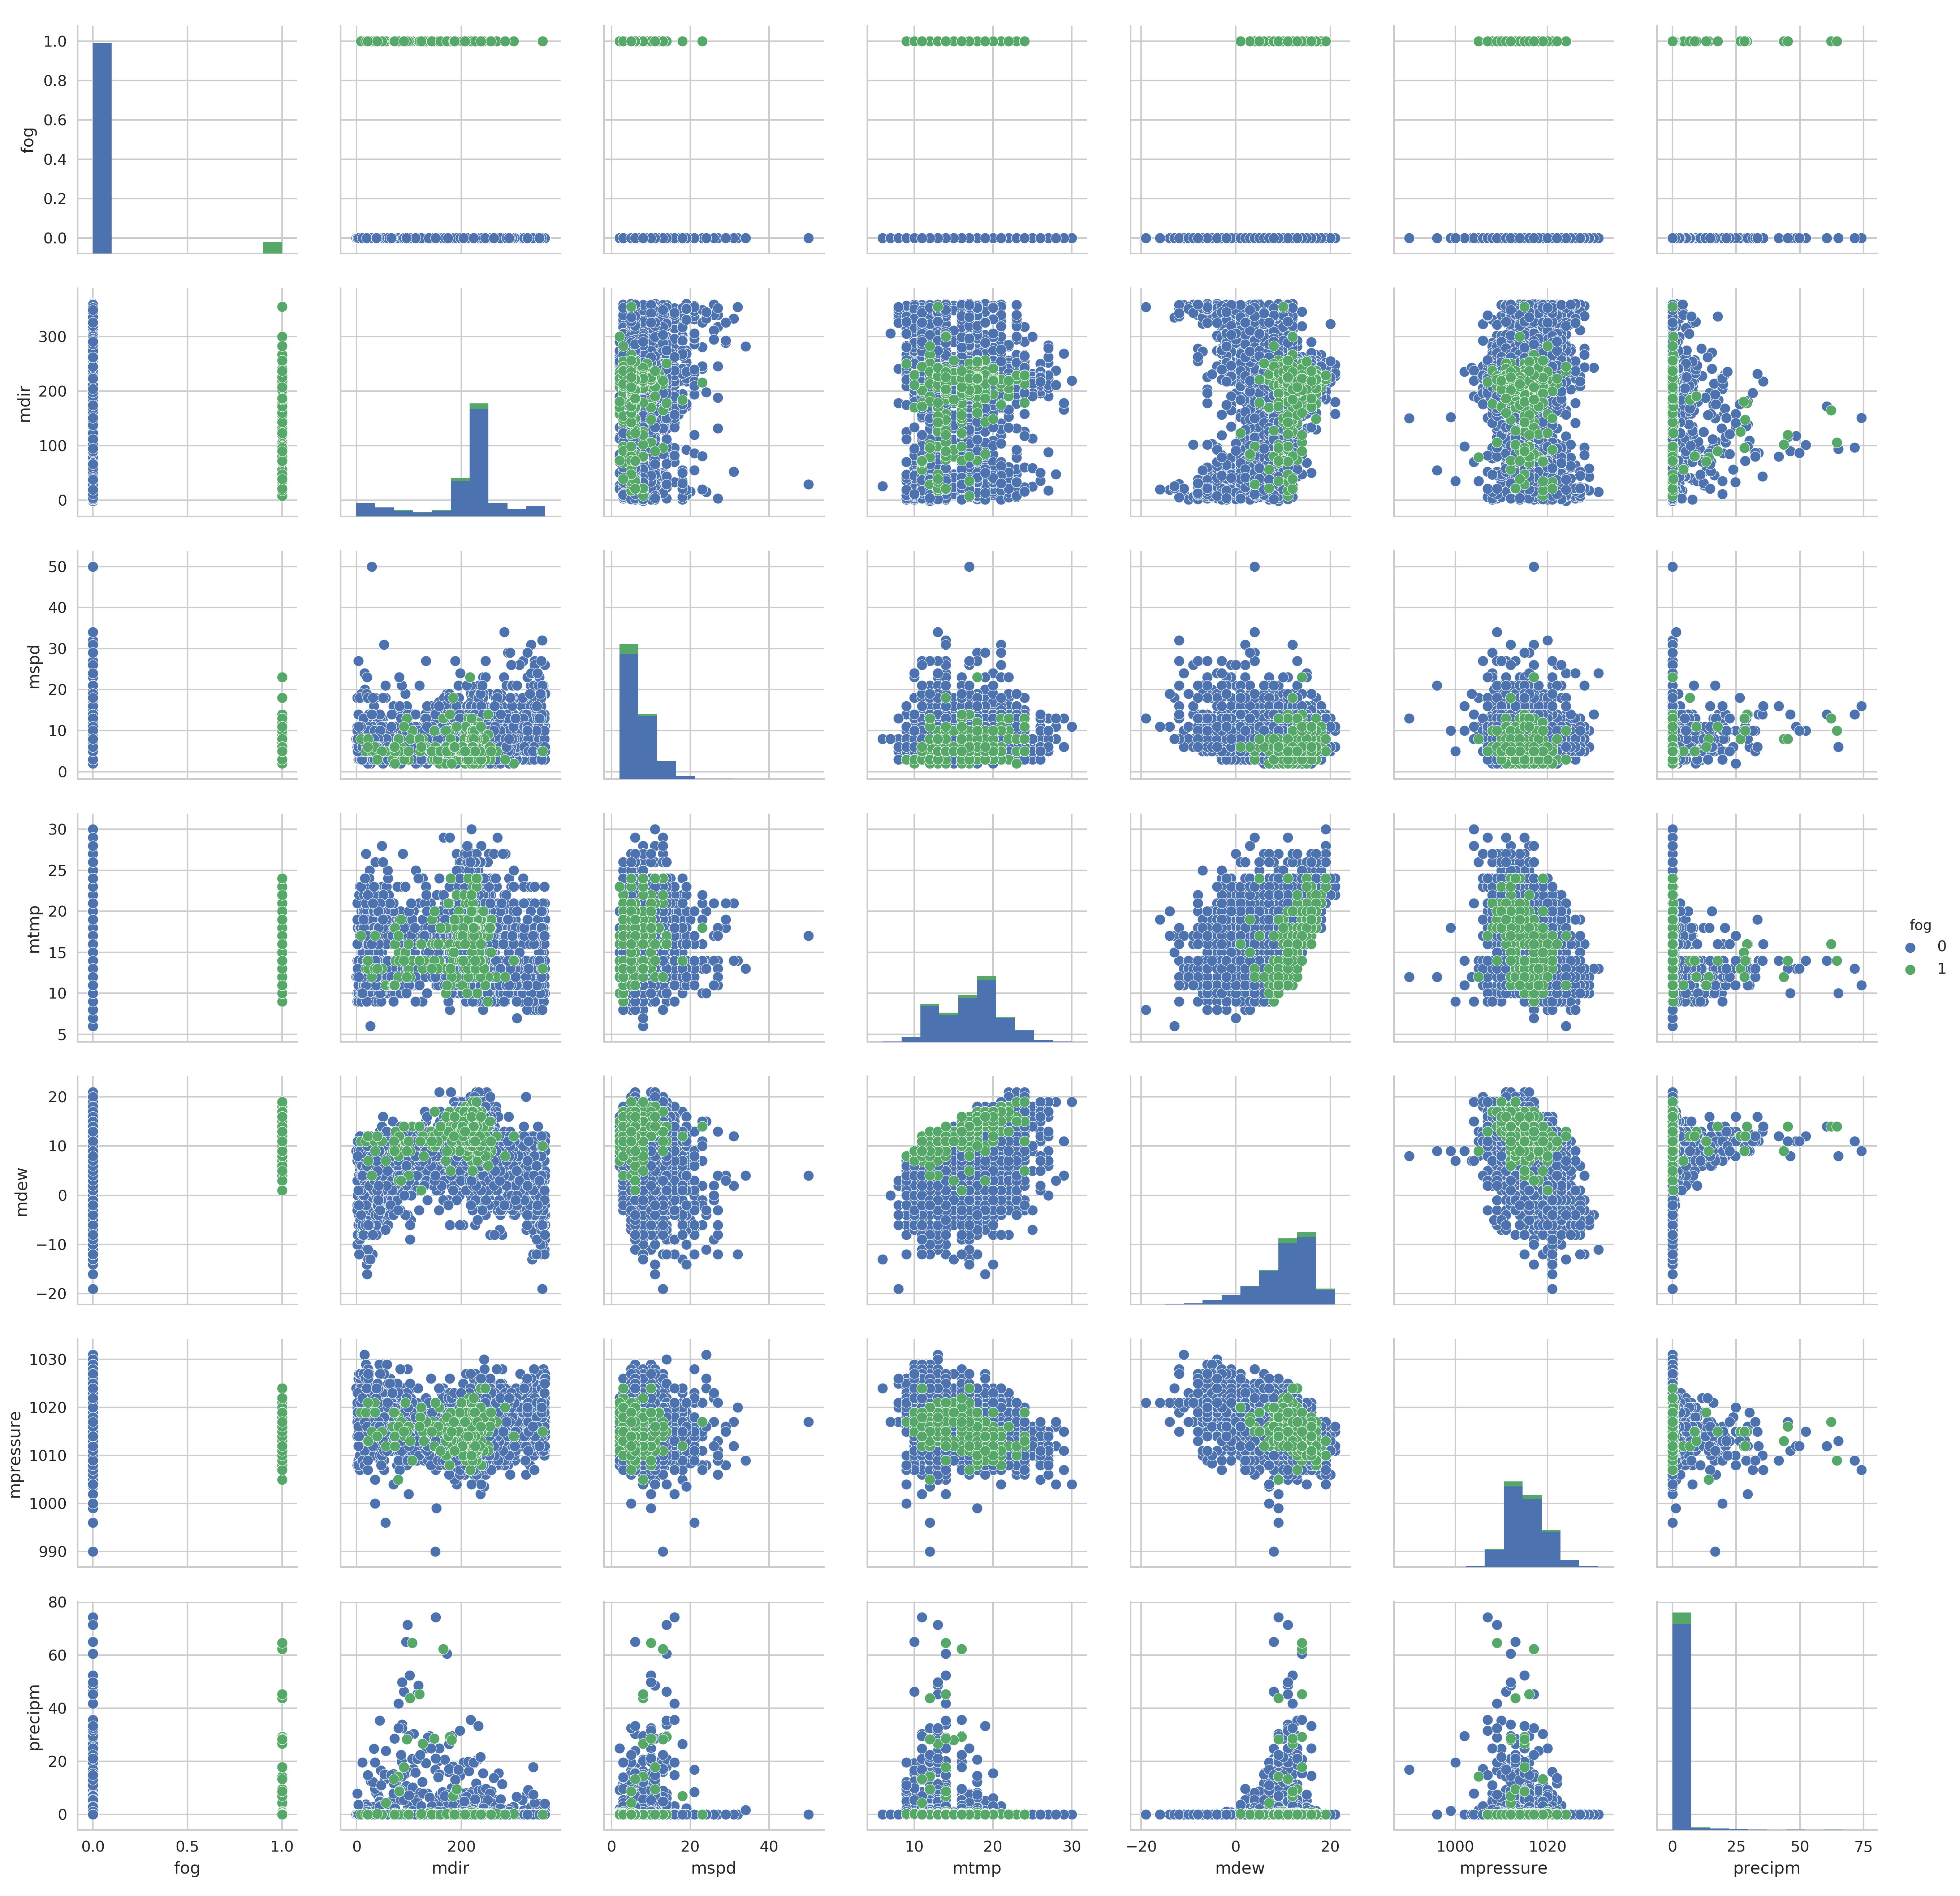 1.0
0.8
0.6
0.4
0.2
0.0
fog
300
200
100
0
mdir
50
40
30
20
10
0
mspd
30
25
20
15
10
5
mtmp
fog
0
1
20
10
0
−10
−20
mdew
1030
1020
1010
1000
990
mpressure
80
60
40
20
0
precipm
0.0 0.5 1.0
fog
0 200
mdir
0 20 40
mspd
10 20 30
mtmp
−20 0 20
mdew
1000 1020
mpressure
0 25 50 75
precipm